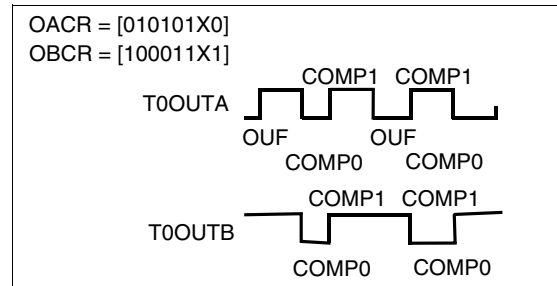 OACR = [010101X0]
OBCR = [100011X1]
COMP1 COMP1
T0OUTA
OUF OUF
COMP0 COMP0
COMP1 COMP1
T0OUTB
COMP0 COMP0